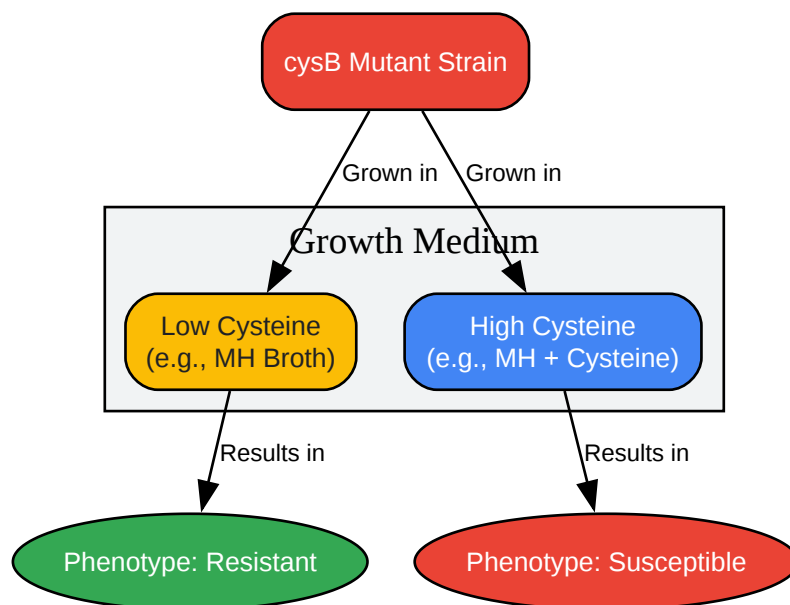 cysB Mutant Strain
Grown in
Grown in
Growth Medium
Low Cysteine
(e.g., MH Broth)
High Cysteine
(e.g., MH + Cysteine)
Results in
Results in
Phenotype: Resistant
Phenotype: Susceptible